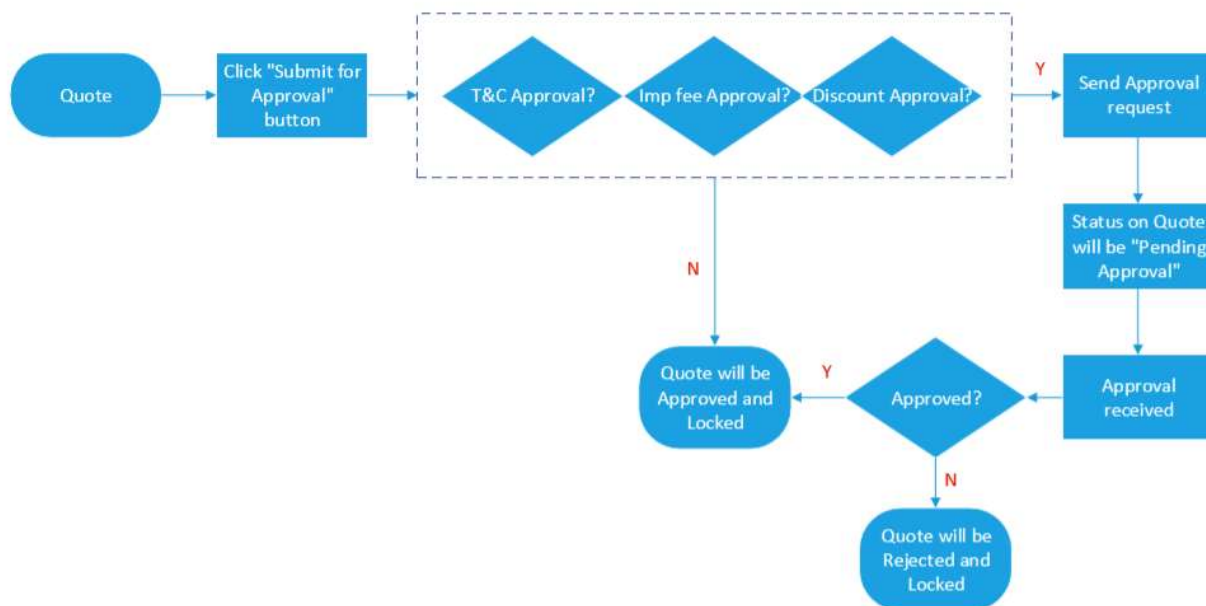 Quote
Click "Submit for
Approval"
button
T&C Approval?
Imp fee Approval?
Discount Approval?
Y
Send Approval
request
Status on Quote
will be "Pending
Approval"
N
Quote will be
Approved and
Locked
Y
Approved?
Approval
received
N
Quote will be
Rejected and
Locked